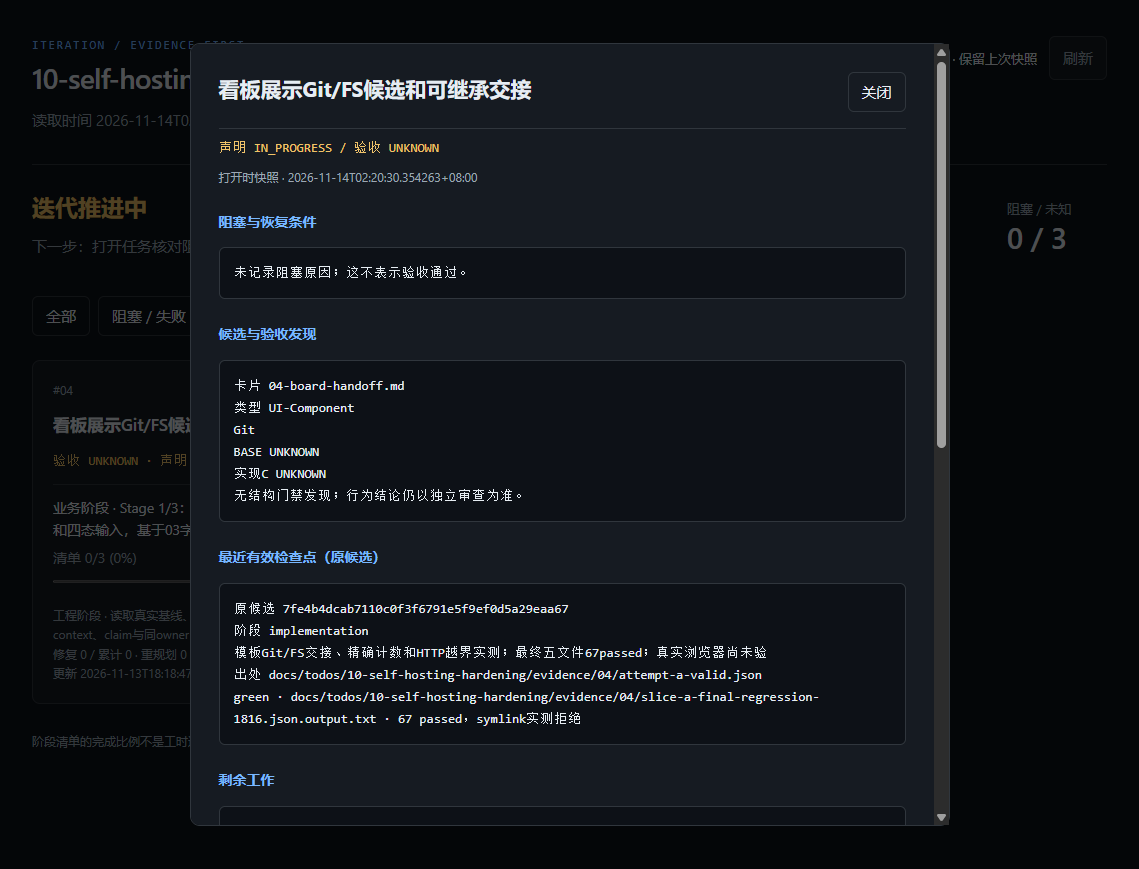 ITERATION / EVIDENCE-FIRST
10-self-hostin
· 保留上次快照
刷新
读取时间 2026-11-14T0
迭代推进中
下一步：打开任务核对阻
阻塞 / 未知
0 / 3
全部
阻塞 / 失败
#04
看板展示Git/FS候选
验收 UNKNOWN · 声明
业务阶段 · Stage 1/3：
和四态输入，基于03字
清单 0/3 (0%)
工程阶段 · 读取真实基线、
context、claim与同owner
修复 0 / 累计 0 · 重规划 0
更新 2026-11-13T18:18:47
阶段清单的完成比例不是工时
看板展示Git/FS候选和可继承交接
关闭
声明 IN_PROGRESS / 验收 UNKNOWN
打开时快照 · 2026-11-14T02:20:30.354263+08:00
阻塞与恢复条件
未记录阻塞原因；这不表示验收通过。
候选与验收发现
卡片 04-board-handoff.md
类型 UI-Component
Git
BASE UNKNOWN
实现C UNKNOWN
无结构门禁发现；行为结论仍以独立审查为准。
最近有效检查点（原候选）
原候选 7fe4b4dcab7110c0f3f6791e5f9ef0d5a29eaa67
阶段 implementation
模板Git/FS交接、精确计数和HTTP越界实测；最终五文件67passed；真实浏览器尚未验
出处 docs/todos/10-self-hosting-hardening/evidence/04/attempt-a-valid.json
green · docs/todos/10-self-hosting-hardening/evidence/04/slice-a-final-regression-
1816.json.output.txt · 67 passed，symlink实测拒绝
剩余工作